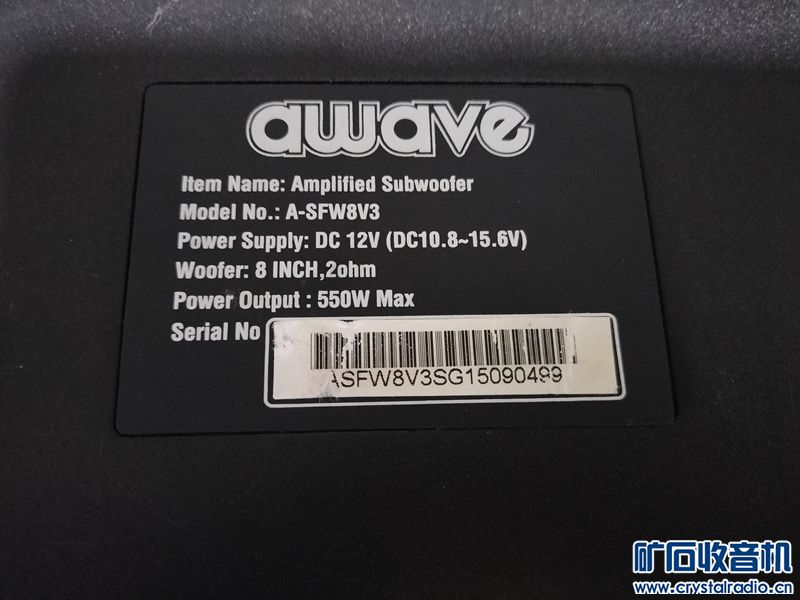 awave
Item Name: Amplified Subwoofer
Model No.: A-SFW8V3
Power Supply: DC 12V (DC10.8~15.6V)
Woofer: 8 INCH,2ohm
Power Output : 550W Max
Serial No
ASFW8V3SG15090499
矿石收音机
www.crystalradio.cn